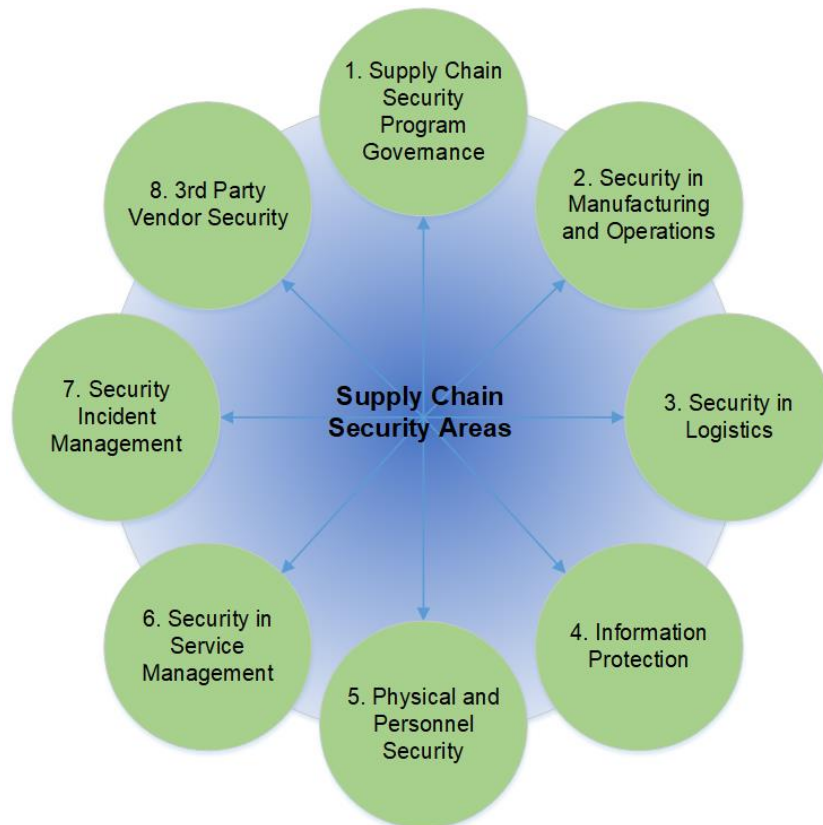 1. Supply Chain
Security
Program
Governance
2. Security in
Manufacturing
and Operations
3. Security in
Logistics
4. Information
Protection
5. Physical and
Personnel
Security
6. Security in
Service
Management
7. Security
Incident
Management
8. 3rd Party
Vendor Security
Supply Chain
Security Areas